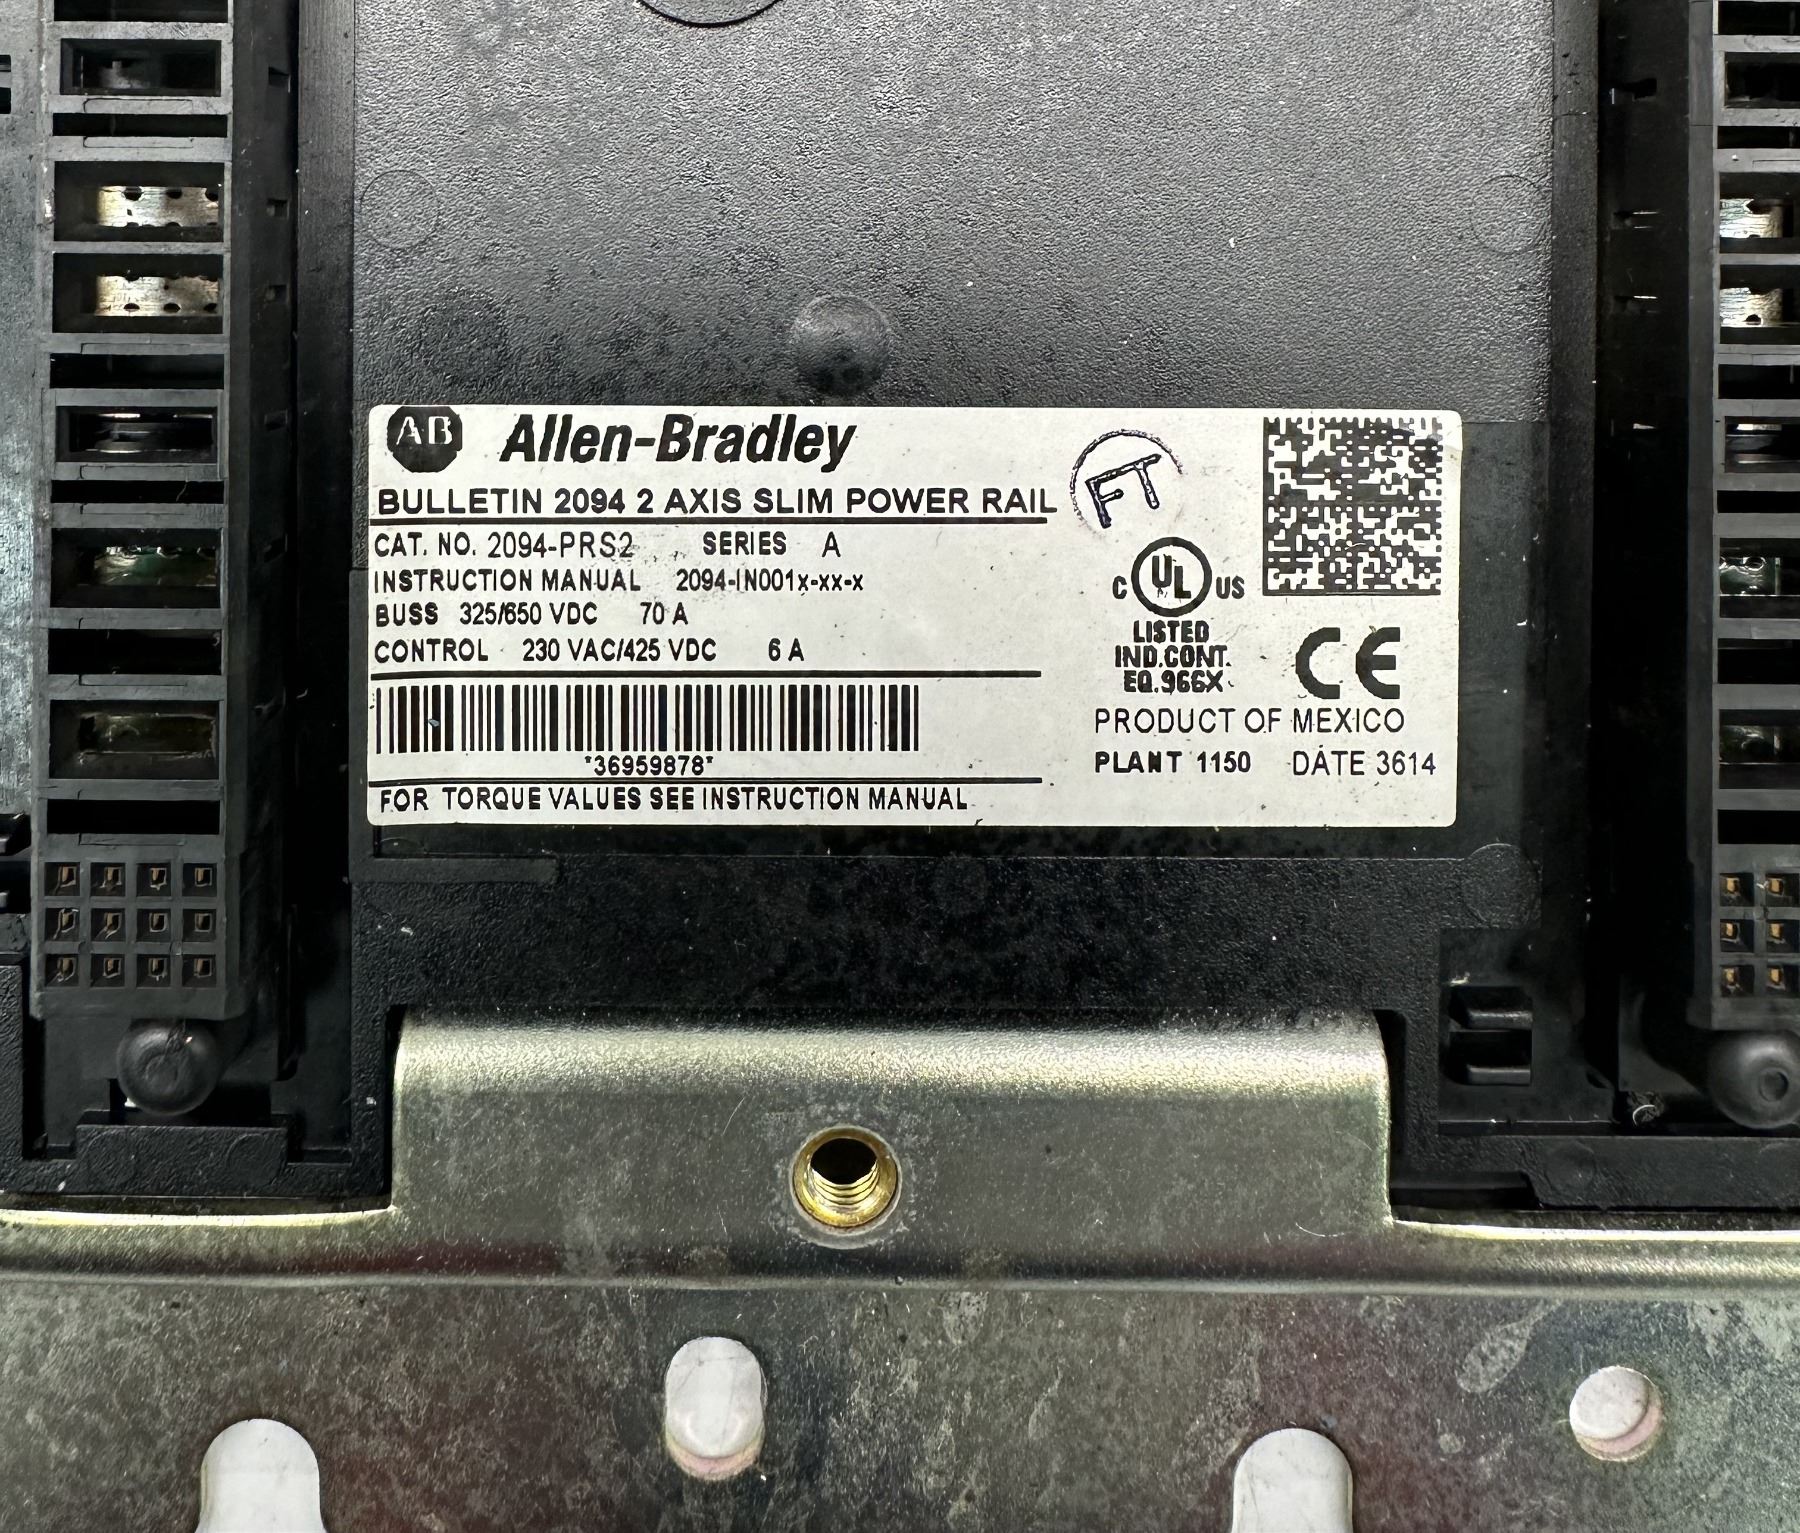 AB Allen-Bradley
BULLETIN 2094 2 AXIS SLIM POWER RAIL
FT
CAT. NO. 2094-PRS2 SERIES A
INSTRUCTION MANUAL 2094-IN001x-xx-x
BUSS 325/650 VDC 70 A
CONTROL 230 VAC/425 VDC 6 A
C UL US
LISTED
IND.CONT.
EQ.966X
CE
*36959878*
PRODUCT OF MEXICO
PLANT 1150 DATE 3614
FOR TORQUE VALUES SEE INSTRUCTION MANUAL